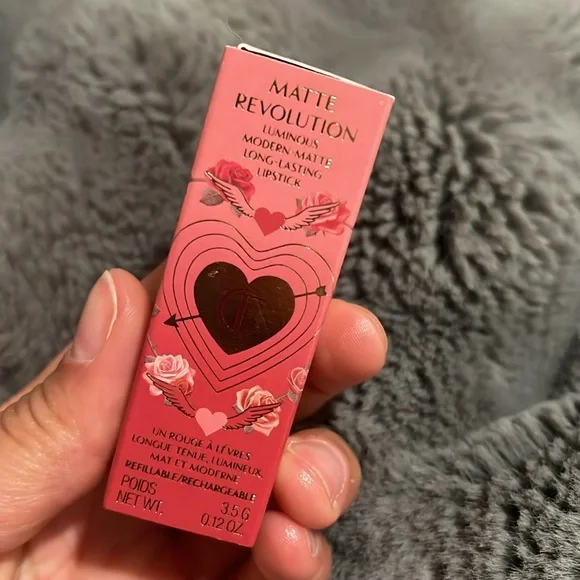 MATTE
REVOLUTION
LUMINOUS
MODERN-MATTE
LONG-LASTING
LIPSTICK
CT
UN ROUGE À LÈVRES
LONGUE TENUE, LUMINEUX,
MAT ET MODERNE
REFILLABLE/RECHARGEABLE
POIDS 3.5 G
NET WT. 0.12 OZ.